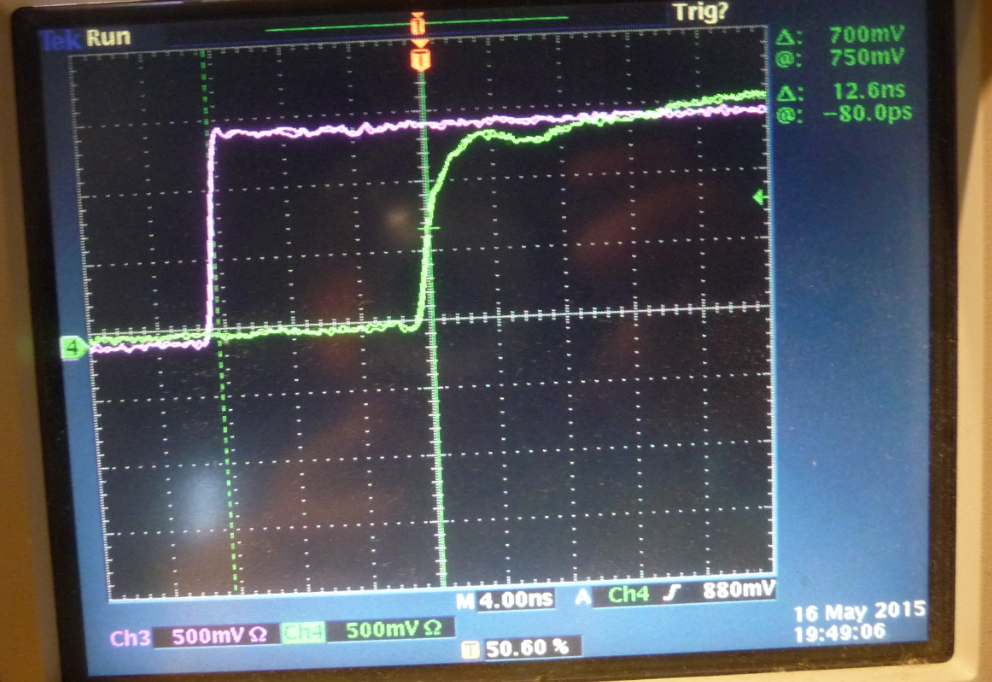 Tek Run
Trig?
T
T
Δ: 700mV
@: 750mV
Δ: 12.6ns
@: −80.0ps
4
M 4.00ns A Ch4 880mV
Ch3 500mV Ω Ch4 500mV Ω
T 50.60 %
16 May 2015
19:49:06